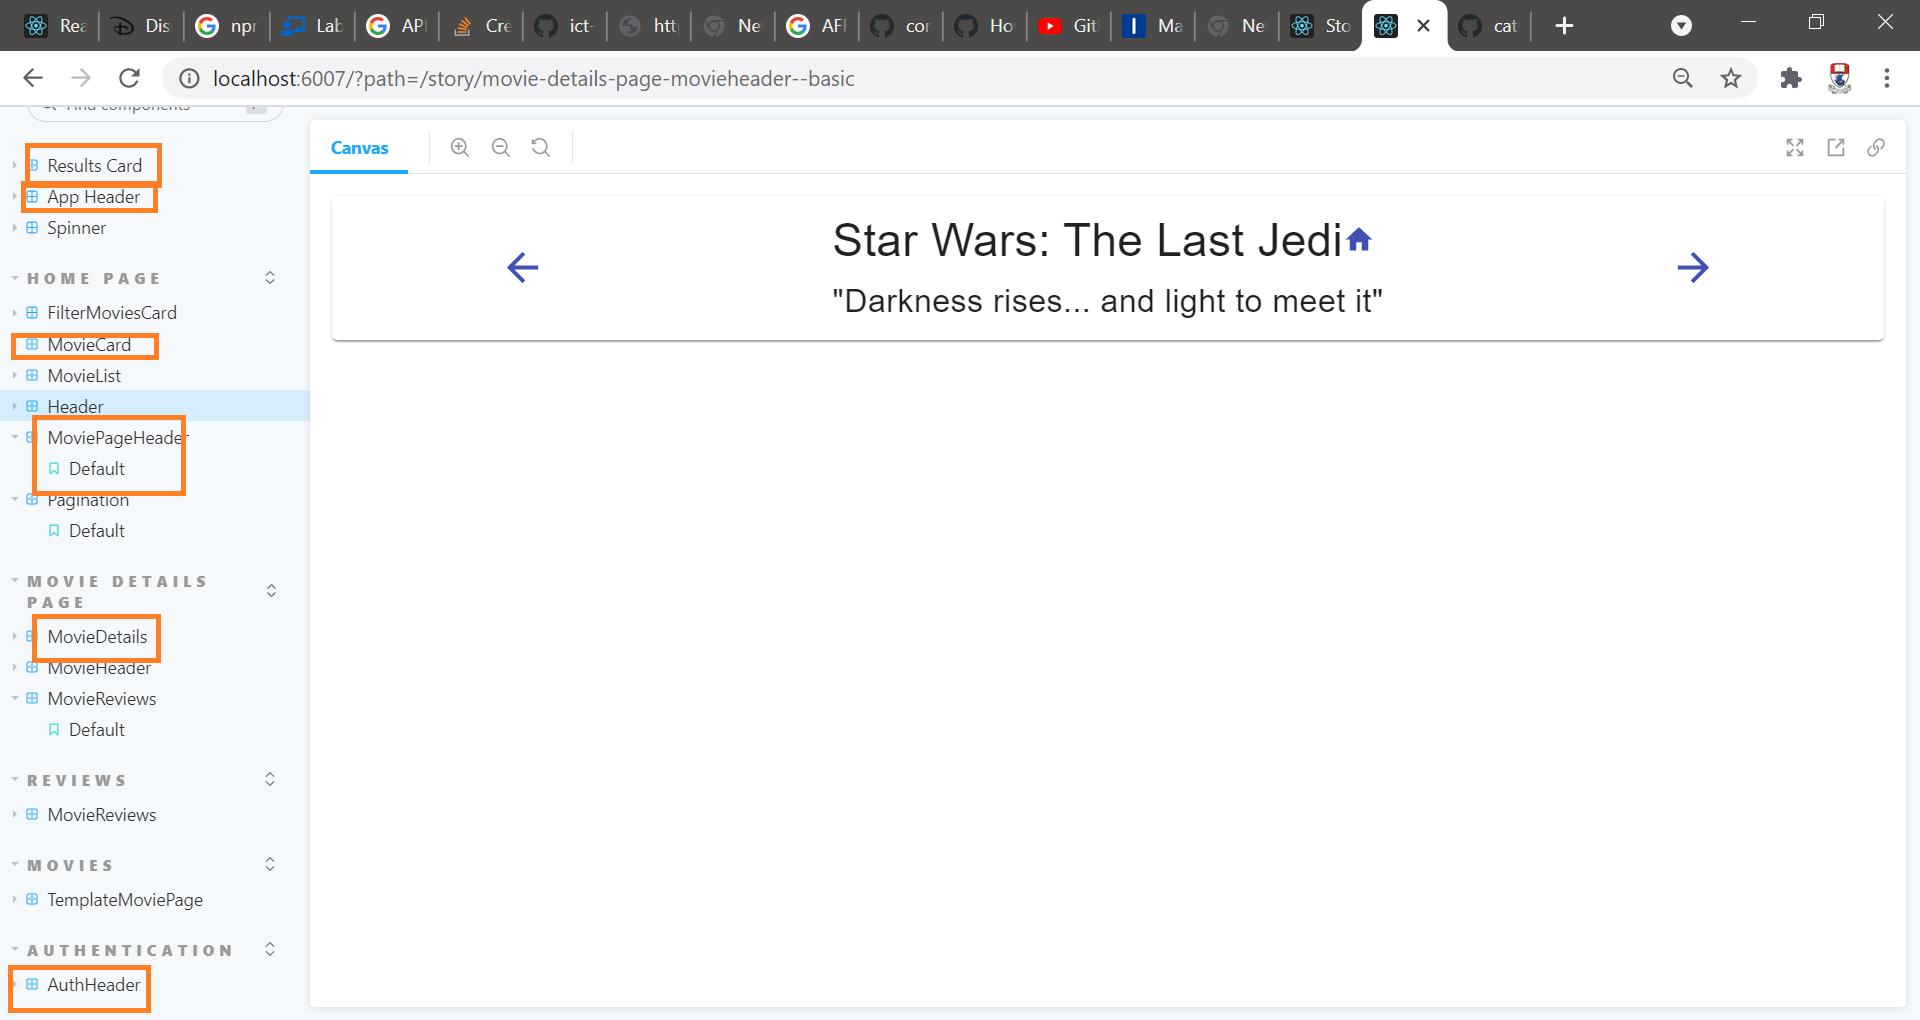 Rea
Dis
npr
Lab
API
Cre
ict-
htt
Ne
AFI
cor
Ho
Git
Ma
Ne
Sto
cat
localhost:6007/?path=/story/movie-details-page-movieheader--basic
Find components
Canvas
Results Card
App Header
Spinner
HOME PAGE
FilterMoviesCard
MovieCard
MovieList
Header
MoviePageHeader
Default
Pagination
Default
MOVIE DETAILS
PAGE
MovieDetails
MovieHeader
MovieReviews
Default
REVIEWS
MovieReviews
MOVIES
TemplateMoviePage
AUTHENTICATION
AuthHeader
Star Wars: The Last Jedi
"Darkness rises... and light to meet it"